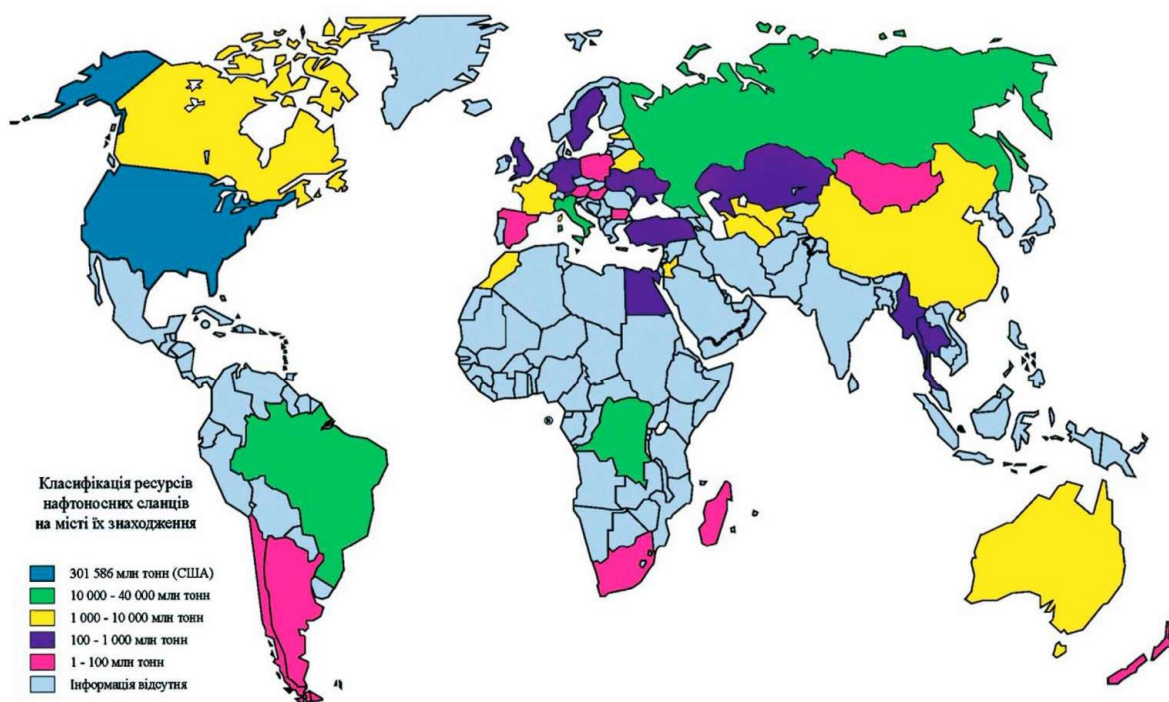 Класифікація ресурсів
нафтоносних сланців
на місті їх знаходження
301 586 млн тонн (США)
10 000 - 40 000 млн тонн
1 000 - 10 000 млн тонн
100 - 1 000 млн тонн
1 - 100 млн тонн
Інформація відсутня